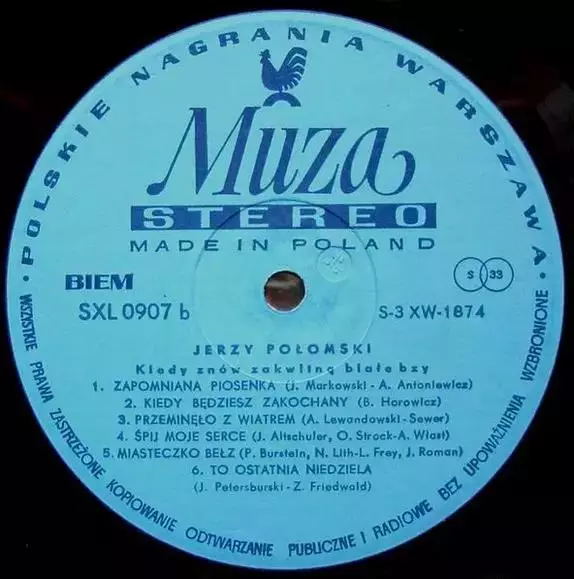 · POLSKIE NAGRANIA WARSZAWA ·
Muza
STEREO
MADE IN POLAND
BIEM
S 33
SXL 0907 b
S-3 XW-1874
JERZY POŁOMSKI
Kiedy znów zakwitną białe bzy
1. ZAPOMNIANA PIOSENKA (J. Markowski - A. Antoniewicz)
2. KIEDY BĘDZIESZ ZAKOCHANY (B. Horowicz)
3. PRZEMINĘŁO Z WIATREM (A. Lewandowski-Sewer)
4. ŚPIJ MOJE SERCE (J. Altschuler, O. Strock-A. Włast)
5. MIASTECZKO BEŁZ (P. Burstein, N. Lith-L. Frey, J. Roman)
6. TO OSTATNIA NIEDZIELA
(J. Petersburski - Z. Friedwald)
WSZYSTKIE PRAWA ZASTRZEŻONE KOPIOWANIE ODTWARZANIE PUBLICZNE I RADIOWE BEZ UPOWAŻNIENIA WZBRONIONE